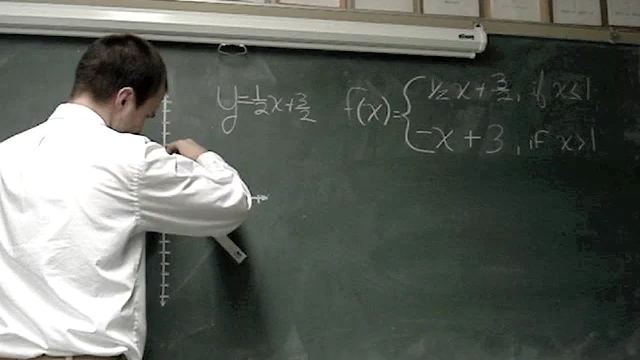 y=1/2x+3/2
f(x)={1/2x+3/2, if x≤1
-x+3, if x>1